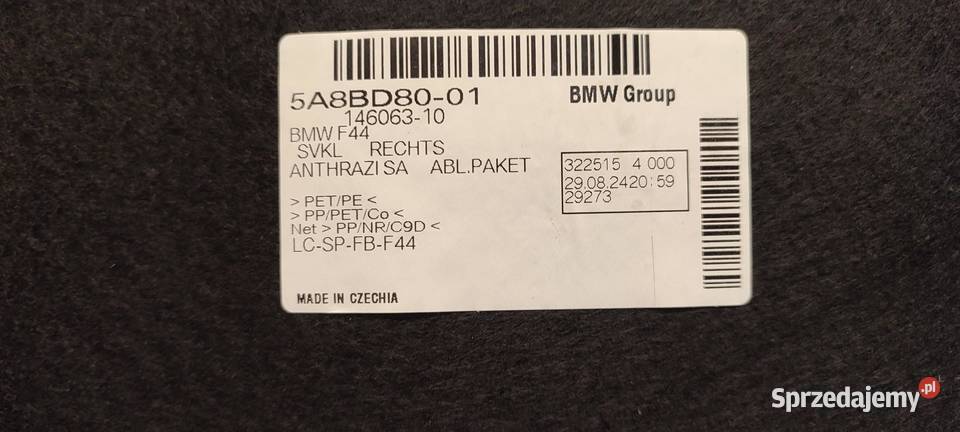 5A8BD80-01
BMW Group
146063-10
BMW F44
SVKL RECHTS
ANTHRAZI SA ABL.PAKET
322515 4 000
29.08.2420:59
29273
> PET/PE <
> PP/PET/Co <
Net > PP/NR/C9D <
LC-SP-FB-F44
MADE IN CZECHIA
Sprzedajemy.pl